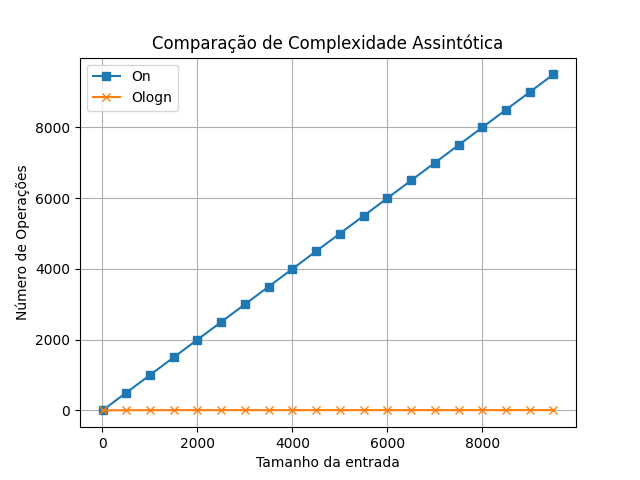 Comparação de Complexidade Assintótica
On
Ologn
Número de Operações
8000
6000
4000
2000
0
0 2000 4000 6000 8000
Tamanho da entrada